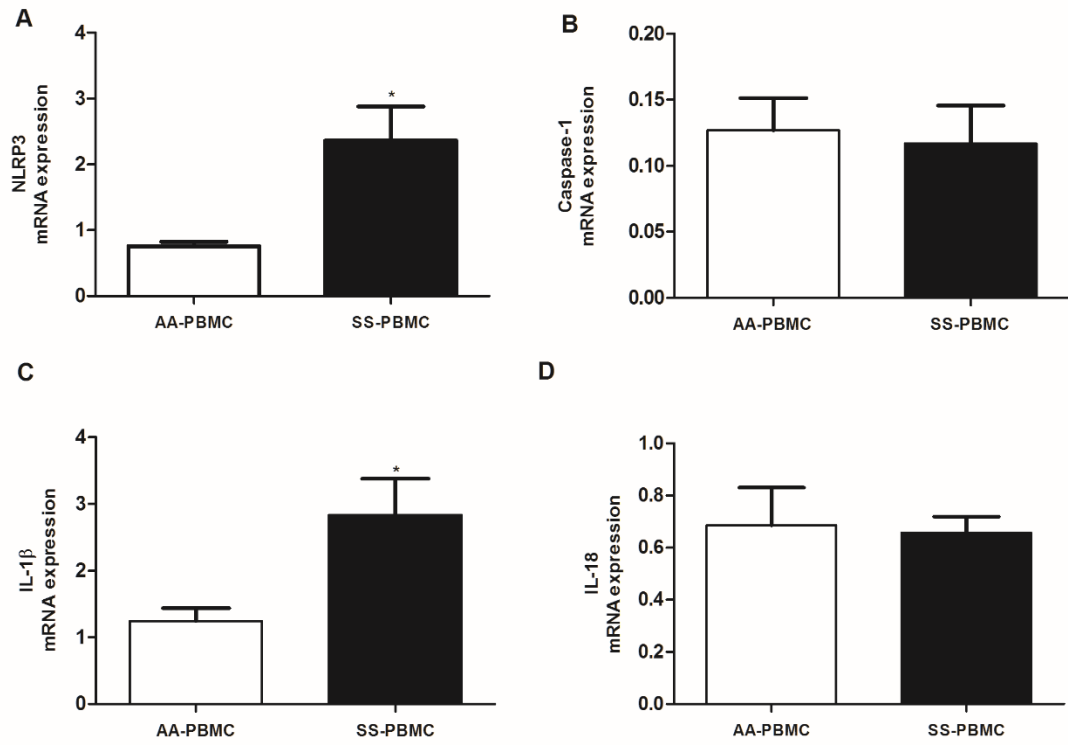 A
NLRP3
mRNA expression
4
3
2
1
0
*
AA-PBMC
SS-PBMC
B
Caspase-1
mRNA expression
0.20
0.15
0.10
0.05
0.00
AA-PBMC
SS-PBMC
C
IL-1β
mRNA expression
4
3
2
1
0
*
AA-PBMC
SS-PBMC
D
IL-18
mRNA expression
1.0
0.8
0.6
0.4
0.2
0.0
AA-PBMC
SS-PBMC